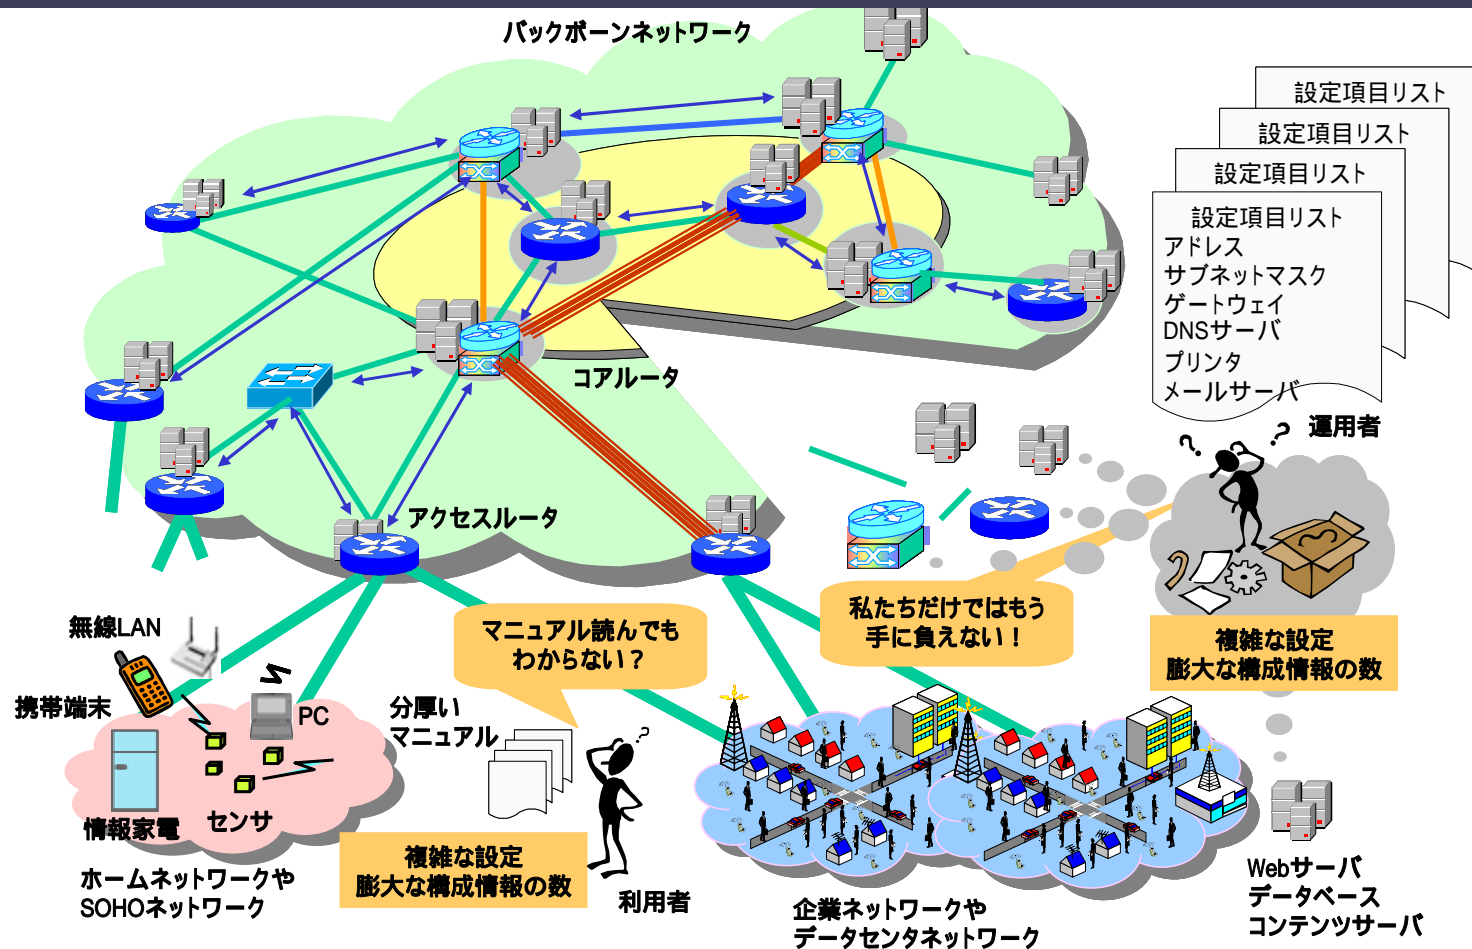 バックボーンネットワーク
設定項目リスト
設定項目リスト
設定項目リスト
設定項目リスト
アドレス
サブネットマスク
ゲートウェイ
DNSサーバ
プリンタ
メールサーバ
コアルータ
運用者
アクセスルータ
私たちだけではもう
手に負えない！
マニュアル読んでも
わからない？
複雑な設定
膨大な構成情報の数
無線LAN
携帯端末
PC
分厚い
マニュアル
情報家電
センサ
複雑な設定
膨大な構成情報の数
利用者
ホームネットワークや
SOHOネットワーク
企業ネットワークや
データセンタネットワーク
Webサーバ
データベース
コンテンツサーバ